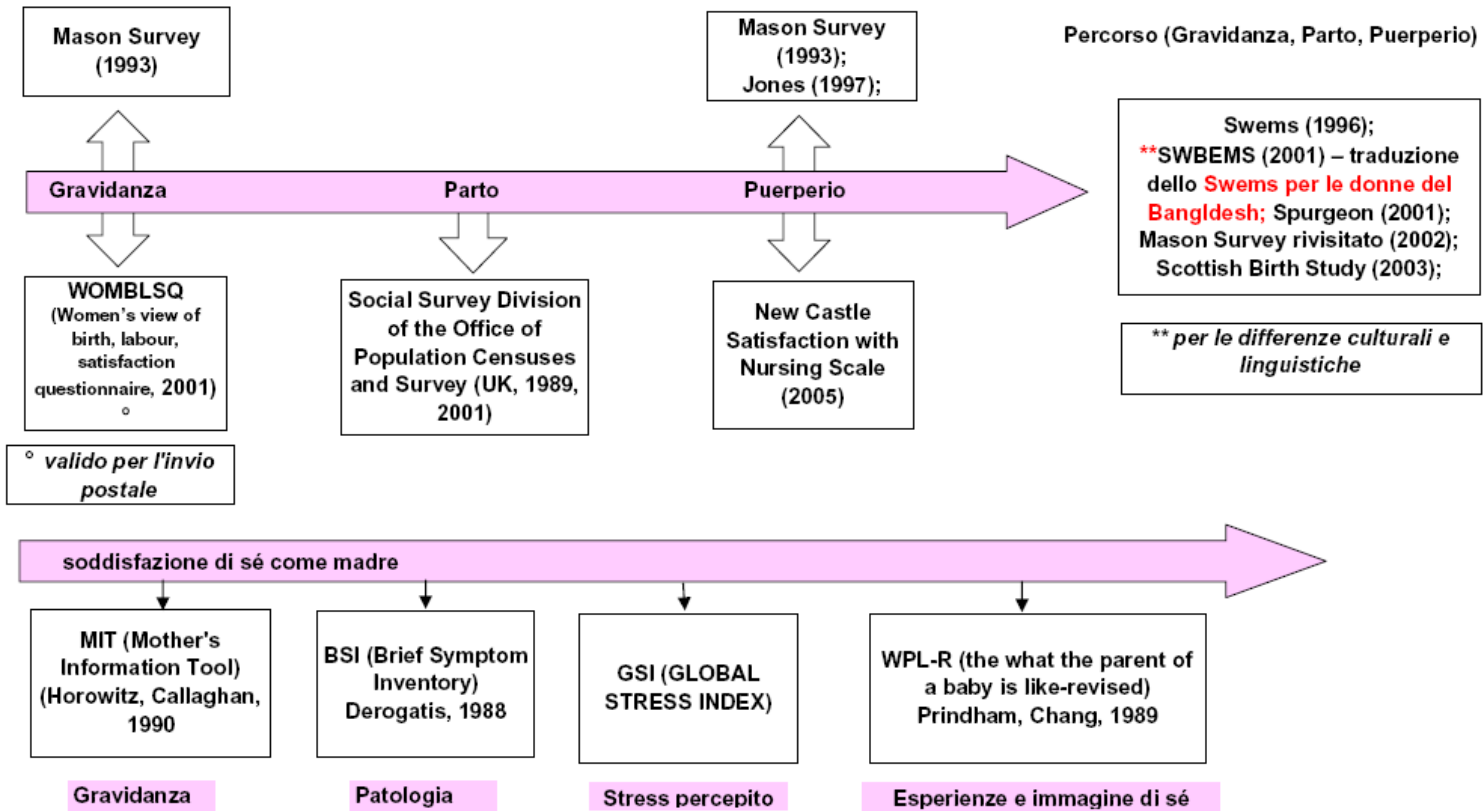 Mason Survey
(1993)
Mason Survey
(1993);
Jones (1997);
Percorso (Gravidanza, Parto, Puerperio)
Gravidanza
Parto
Puerperio
Swems (1996);
**SWBEMS (2001) – traduzione
dello Swems per le donne del
Bangldesh; Spurgeon (2001);
Mason Survey rivisitato (2002);
Scottish Birth Study (2003);
WOMBLSQ
(Women's view of
birth, labour,
satisfaction
questionnaire, 2001)
°
Social Survey Division
of the Office of
Population Censuses
and Survey (UK, 1989,
2001)
New Castle
Satisfaction with
Nursing Scale
(2005)
** per le differenze culturali e
linguistiche
° valido per l'invio
postale
soddisfazione di sé come madre
MIT (Mother's
Information Tool)
(Horowitz, Callaghan,
1990
BSI (Brief Symptom
Inventory)
Derogatis, 1988
GSI (GLOBAL
STRESS INDEX)
WPL-R (the what the parent of
a baby is like-revised)
Prindham, Chang, 1989
Gravidanza
Patologia
Stress percepito
Esperienze e immagine di sé